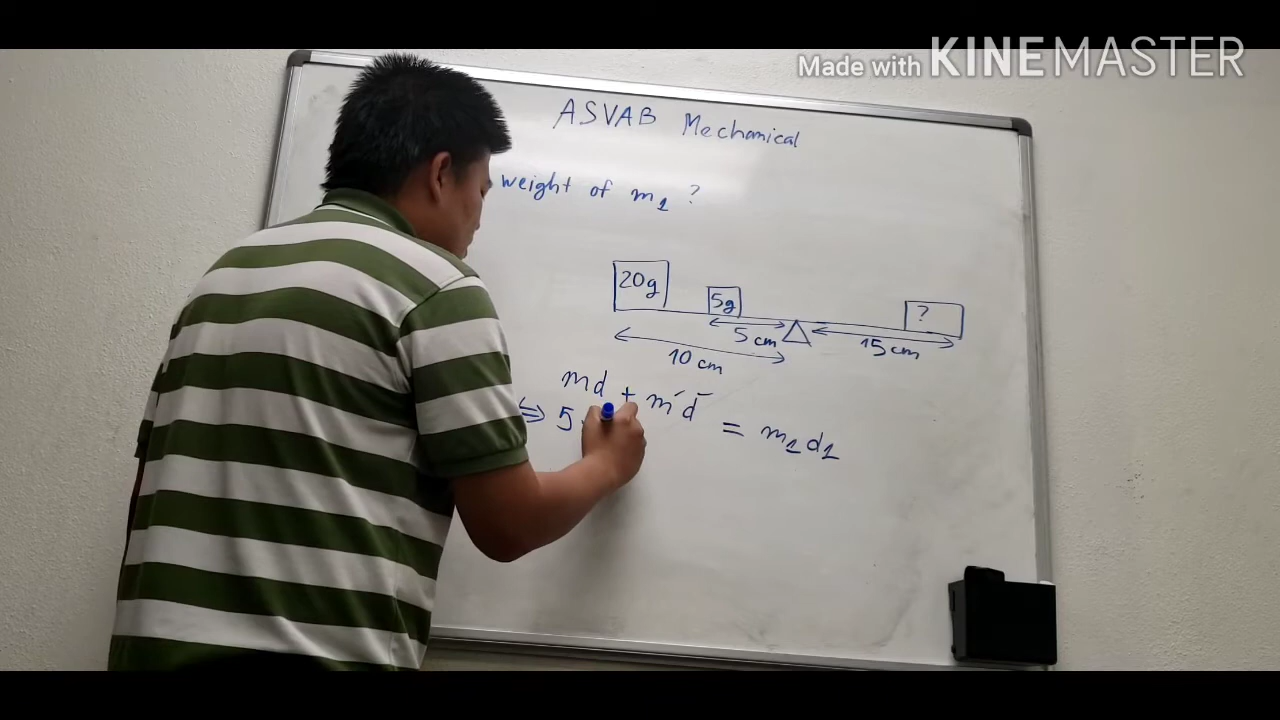 Made with KINEMASTER
ASVAB Mechanical
weight of m₁ ?
20g
5g
?
5 cm
15 cm
10 cm
md + m'd' = m₁d₁
⇔ 5